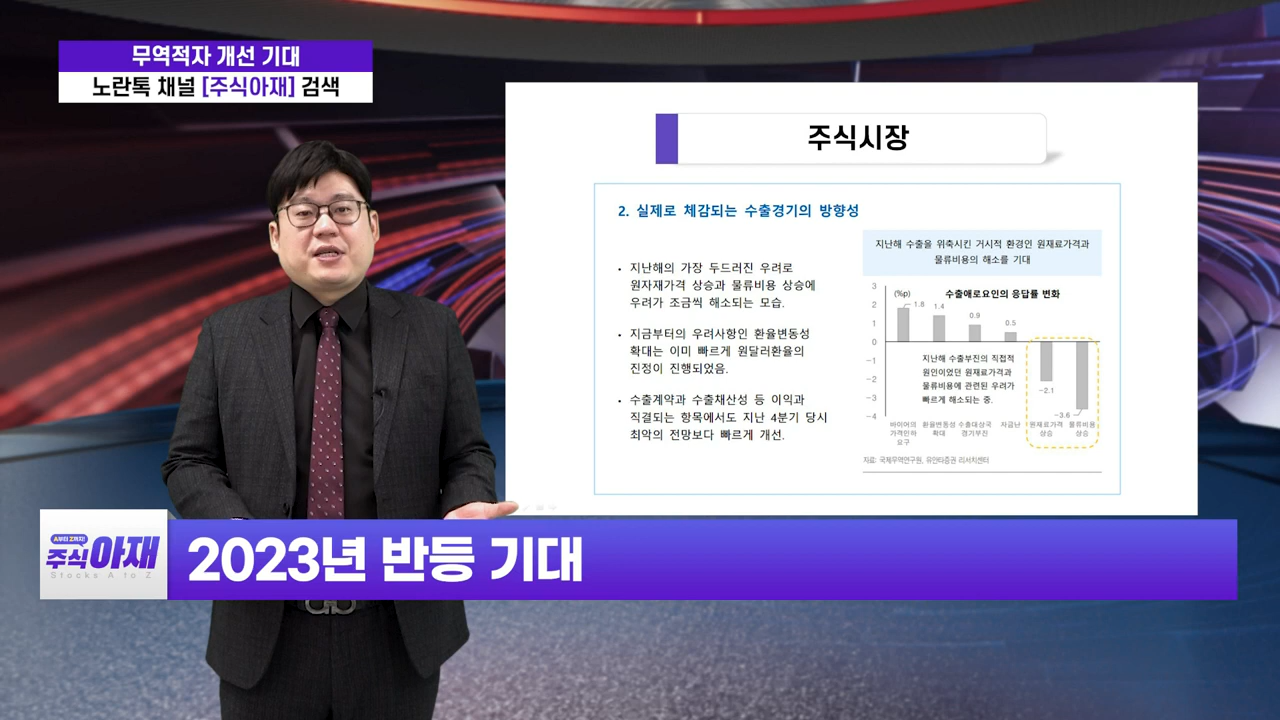 무역적자 개선 기대
노란톡 채널 [주식아재] 검색
주식시장
2. 실제로 체감되는 수출경기의 방향성
• 지난해의 가장 두드러진 우려로
원자재가격 상승과 물류비용 상승에
우려가 조금씩 해소되는 모습.
• 지금부터의 우려사항인 환율변동성
확대는 이미 빠르게 원달러환율의
진정이 진행되었음.
• 수출계약과 수출채산성 등 이익과
직결되는 항목에서도 지난 4분기 당시
최악의 전망보다 빠르게 개선.
지난해 수출을 위축시킨 거시적 환경인 원재료가격과
물류비용의 해소를 기대
(%p)
수출애로요인의 응답률 변화
3
2
1
0
−1
−2
−3
−4
1.8
1.4
0.9
0.5
−2.1
−3.6
지난해 수출부진의 직접적
원인이었던 원재료가격과
물류비용에 관련된 우려가
빠르게 해소되는 중.
바이어의 가격인하 요구
환율변동성 확대
수출대상국 경기부진
자금난
원재료가격 상승
물류비용 상승
자료: 국제무역연구원, 유안타증권 리서치센터
A부터 Z까지!
주식아재
Stocks A to Z
2023년 반등 기대